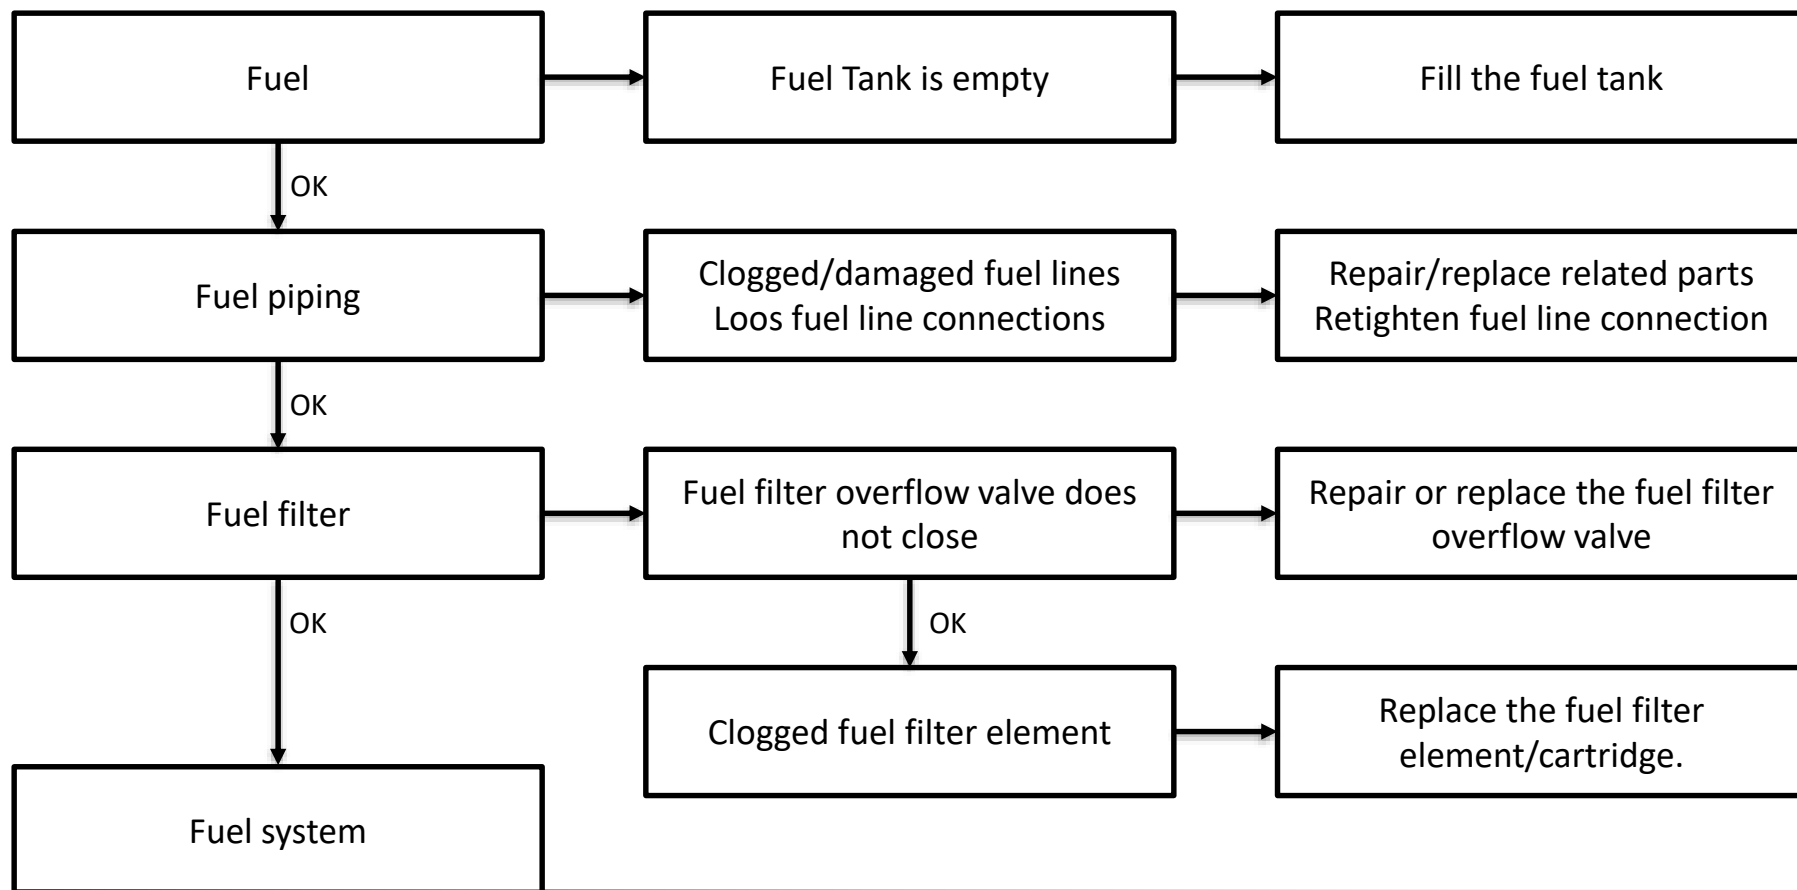 Fuel
Fuel Tank is empty
Fill the fuel tank
OK
Fuel piping
Clogged/damaged fuel lines
Loos fuel line connections
Repair/replace related parts
Retighten fuel line connection
OK
Fuel filter
Fuel filter overflow valve does
not close
Repair or replace the fuel filter
overflow valve
OK
OK
Clogged fuel filter element
Replace the fuel filter
element/cartridge.
Fuel system